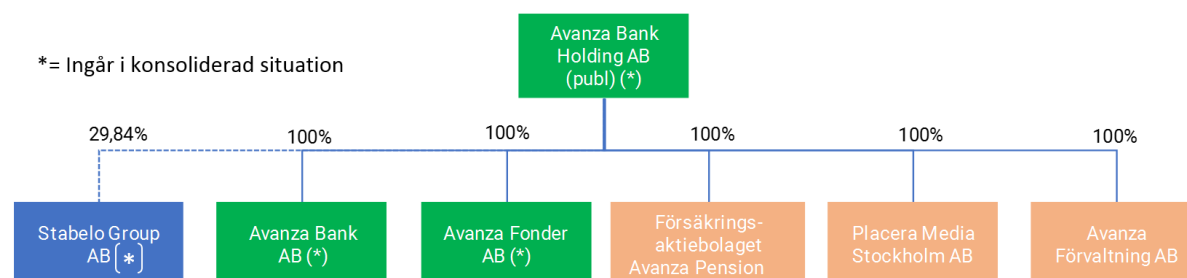 Avanza Bank
Holding AB
(publ) (*)
*= Ingår i konsoliderad situation
29,84%
100%
100%
100%
100%
100%
Stabelo Group
AB (*)
Avanza Bank
AB (*)
Avanza Fonder
AB (*)
Försäkrings-
aktiebolaget
Avanza Pension
Placera Media
Stockholm AB
Avanza
Förvaltning AB